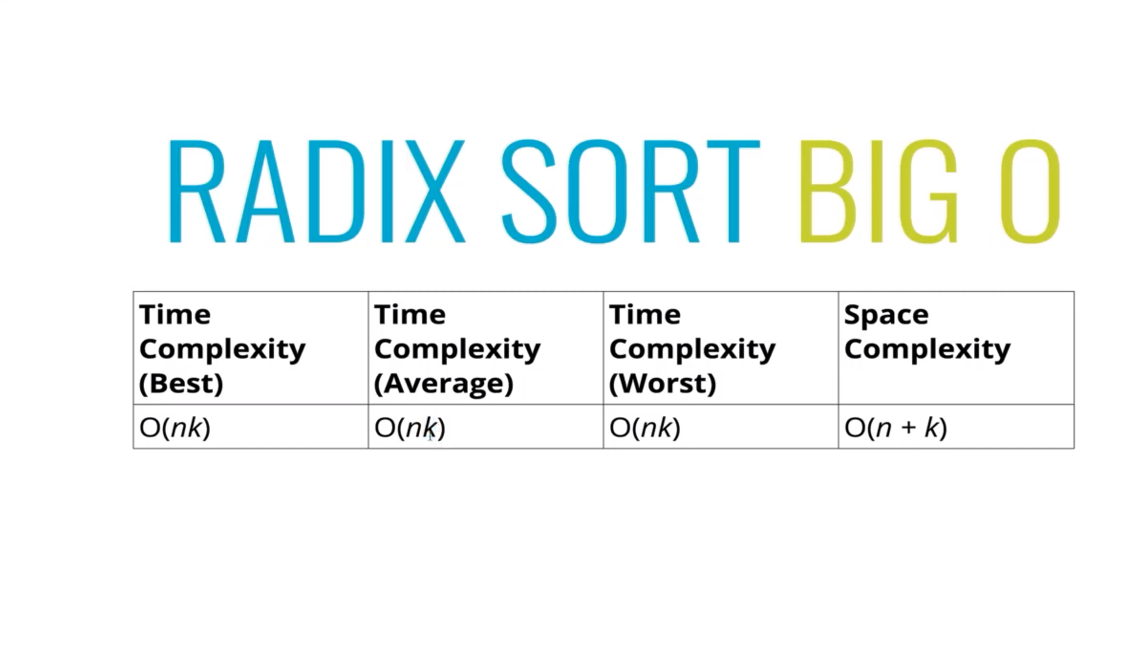 RADIX SORT BIG O
Time Complexity (Best)
Time Complexity (Average)
Time Complexity (Worst)
Space Complexity
O(nk)
O(nk)
O(nk)
O(n + k)